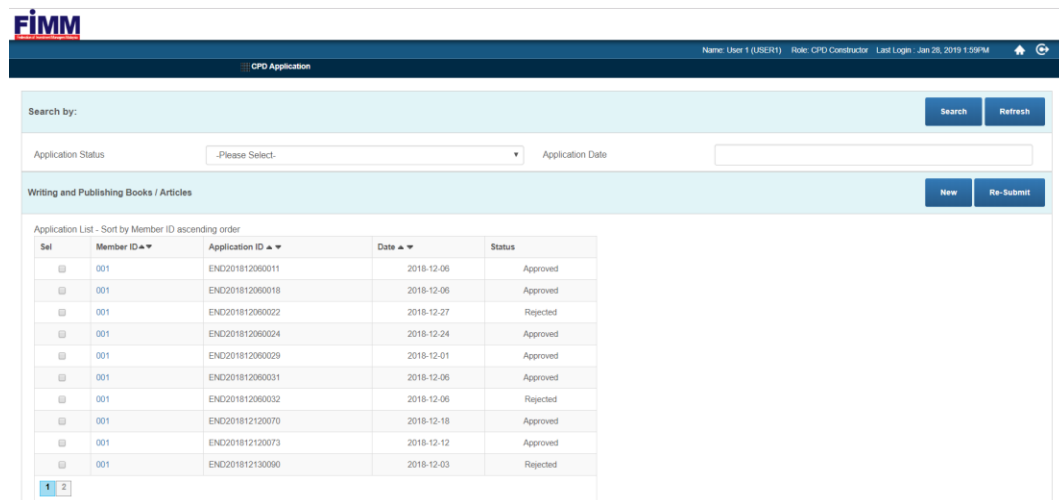 FIMM
Name: User 1 (USER1) Role: CPD Constructor Last Login : Jan 28, 2019 1:59PM
CPD Application
Search by: Search Refresh
Application Status -Please Select- Application Date
Writing and Publishing Books / Articles New Re-Submit
Application List - Sort by Member ID ascending order
Sel Member ID Application ID Date Status
001 END201812060011 2018-12-06 Approved
001 END201812060018 2018-12-06 Approved
001 END201812060022 2018-12-27 Rejected
001 END201812060024 2018-12-24 Approved
001 END201812060029 2018-12-01 Approved
001 END201812060031 2018-12-06 Approved
001 END201812060032 2018-12-06 Rejected
001 END201812120070 2018-12-18 Approved
001 END201812120073 2018-12-12 Approved
001 END201812130090 2018-12-03 Rejected
1 2